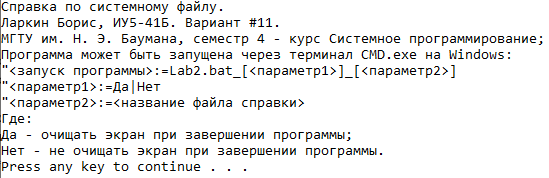 Справка по системному файлу.
Ларкин Борис, ИУ5-41Б. Вариант #11.
МГТУ им. Н. Э. Баумана, семестр 4 - курс Системное программирование;
Программа может быть запущена через терминал CMD.exe на Windows:
"<запуск программы>:=Lab2.bat_[<параметр1>]_[<параметр2>]
"<параметр1>:=Да|Нет
"<параметр2>:=<название файла справки>
Где:
Да - очищать экран при завершении программы;
Нет - не очищать экран при завершении программы.
Press any key to continue . . .